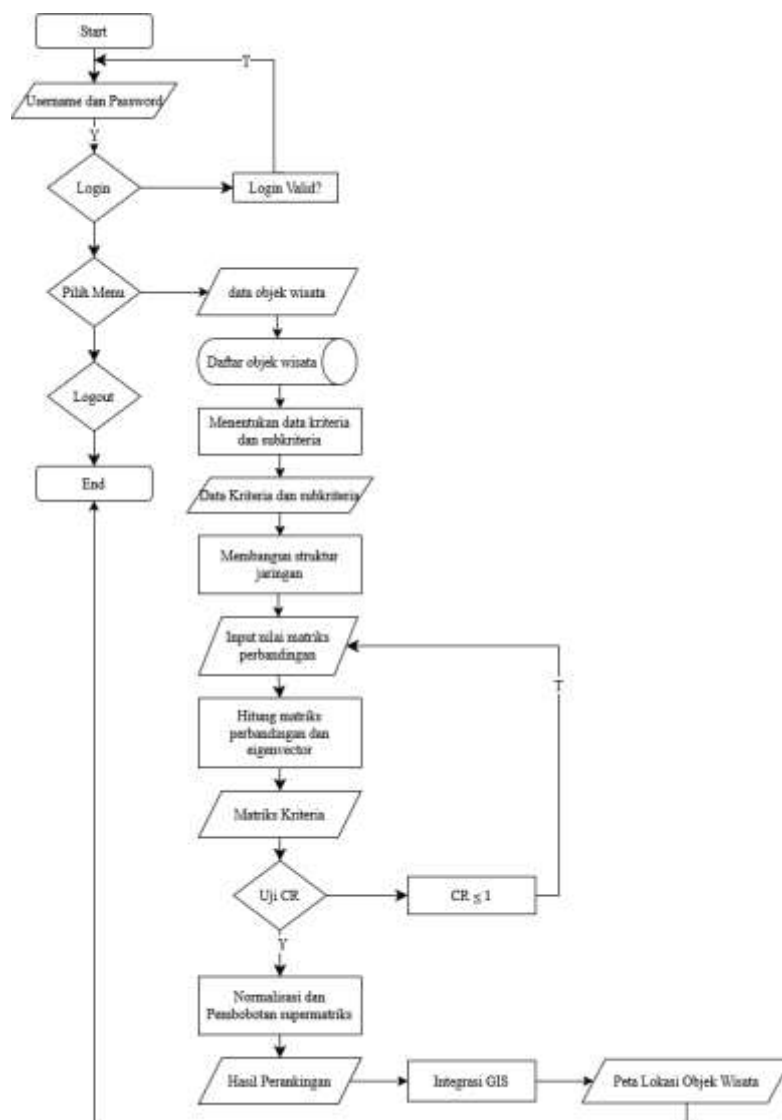 Start
T
Username dan Password
Y
Login
Login Valid?
Pilih Menu
data objek wisata
Daftar objek wisata
Logout
Menentukan data kriteria
dan subkriteria
End
Data Kriteria dan subkriteria
Membangun struktur
jaringan
Input nilai matriks
perbandingan
T
Hitung matriks
perbandingan dan
eigenvector
Matriks Kriteria
Uji CR
CR ≤ 1
Y
Normalisasi dan
Pembobotan supermatriks
Hasil Perankingan
Integrasi GIS
Peta Lokasi Objek Wisata